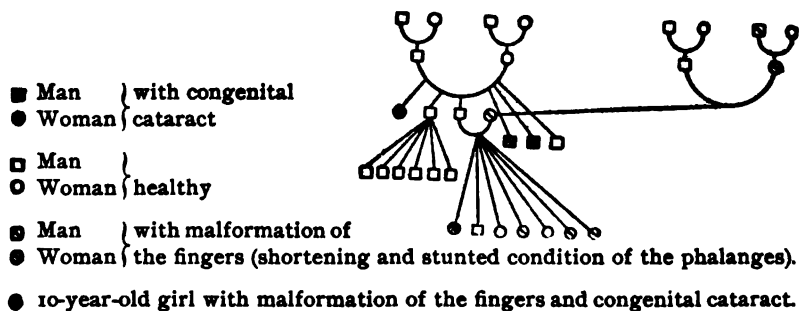 Man } with congenital
Woman } cataract
Man }
Woman } healthy
Man } with malformation of
Woman } the fingers (shortening and stunted condition of the phalanges).
10-year-old girl with malformation of the fingers and congenital cataract.